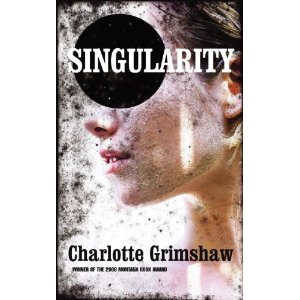 SINGULARITY
Charlotte Grimshaw
WINNER OF THE 2008 MONTANA BOOK AWARD